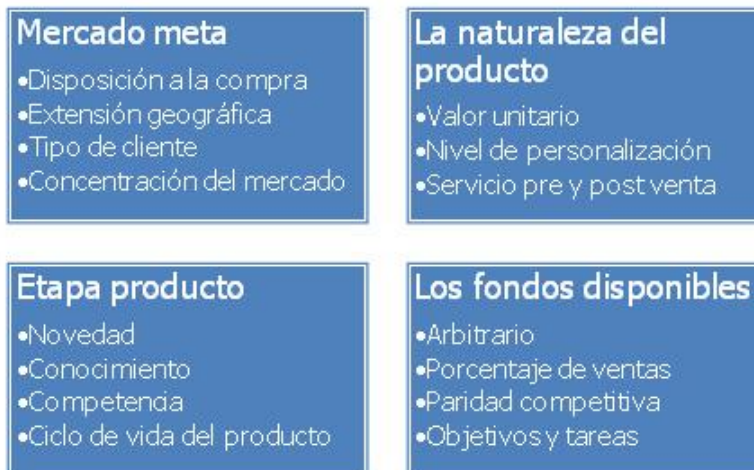 Mercado meta
•Disposición a la compra
•Extensión geográfica
•Tipo de cliente
•Concentración del mercado
La naturaleza del
producto
•Valor unitario
•Nivel de personalización
•Servicio pre y post venta
Etapa producto
•Novedad
•Conocimiento
•Competencia
•Ciclo de vida del producto
Los fondos disponibles
•Arbitrario
•Porcentaje de ventas
•Paridad competitiva
•Objetivos y tareas